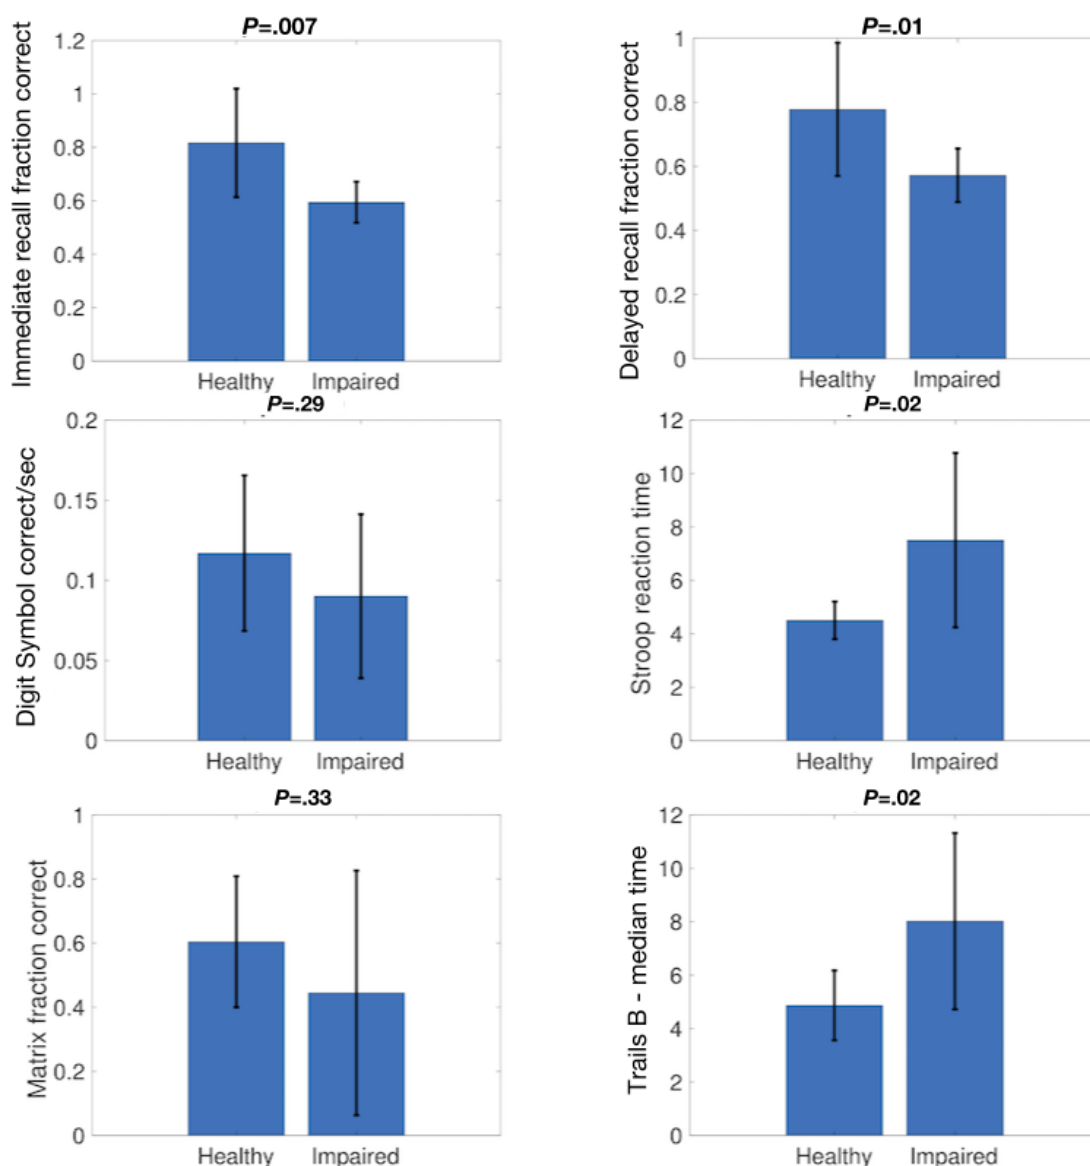 P=.007
Immediate recall fraction correct
1.2
1
0.8
0.6
0.4
0.2
0
Healthy Impaired
P=.01
Delayed recall fraction correct
1
0.8
0.6
0.4
0.2
0
Healthy Impaired
P=.29
Digit Symbol correct/sec
0.2
0.15
0.1
0.05
0
Healthy Impaired
P=.02
Stroop reaction time
12
10
8
6
4
2
0
Healthy Impaired
P=.33
Matrix fraction correct
1
0.8
0.6
0.4
0.2
0
Healthy Impaired
P=.02
Trails B - median time
12
10
8
6
4
2
0
Healthy Impaired